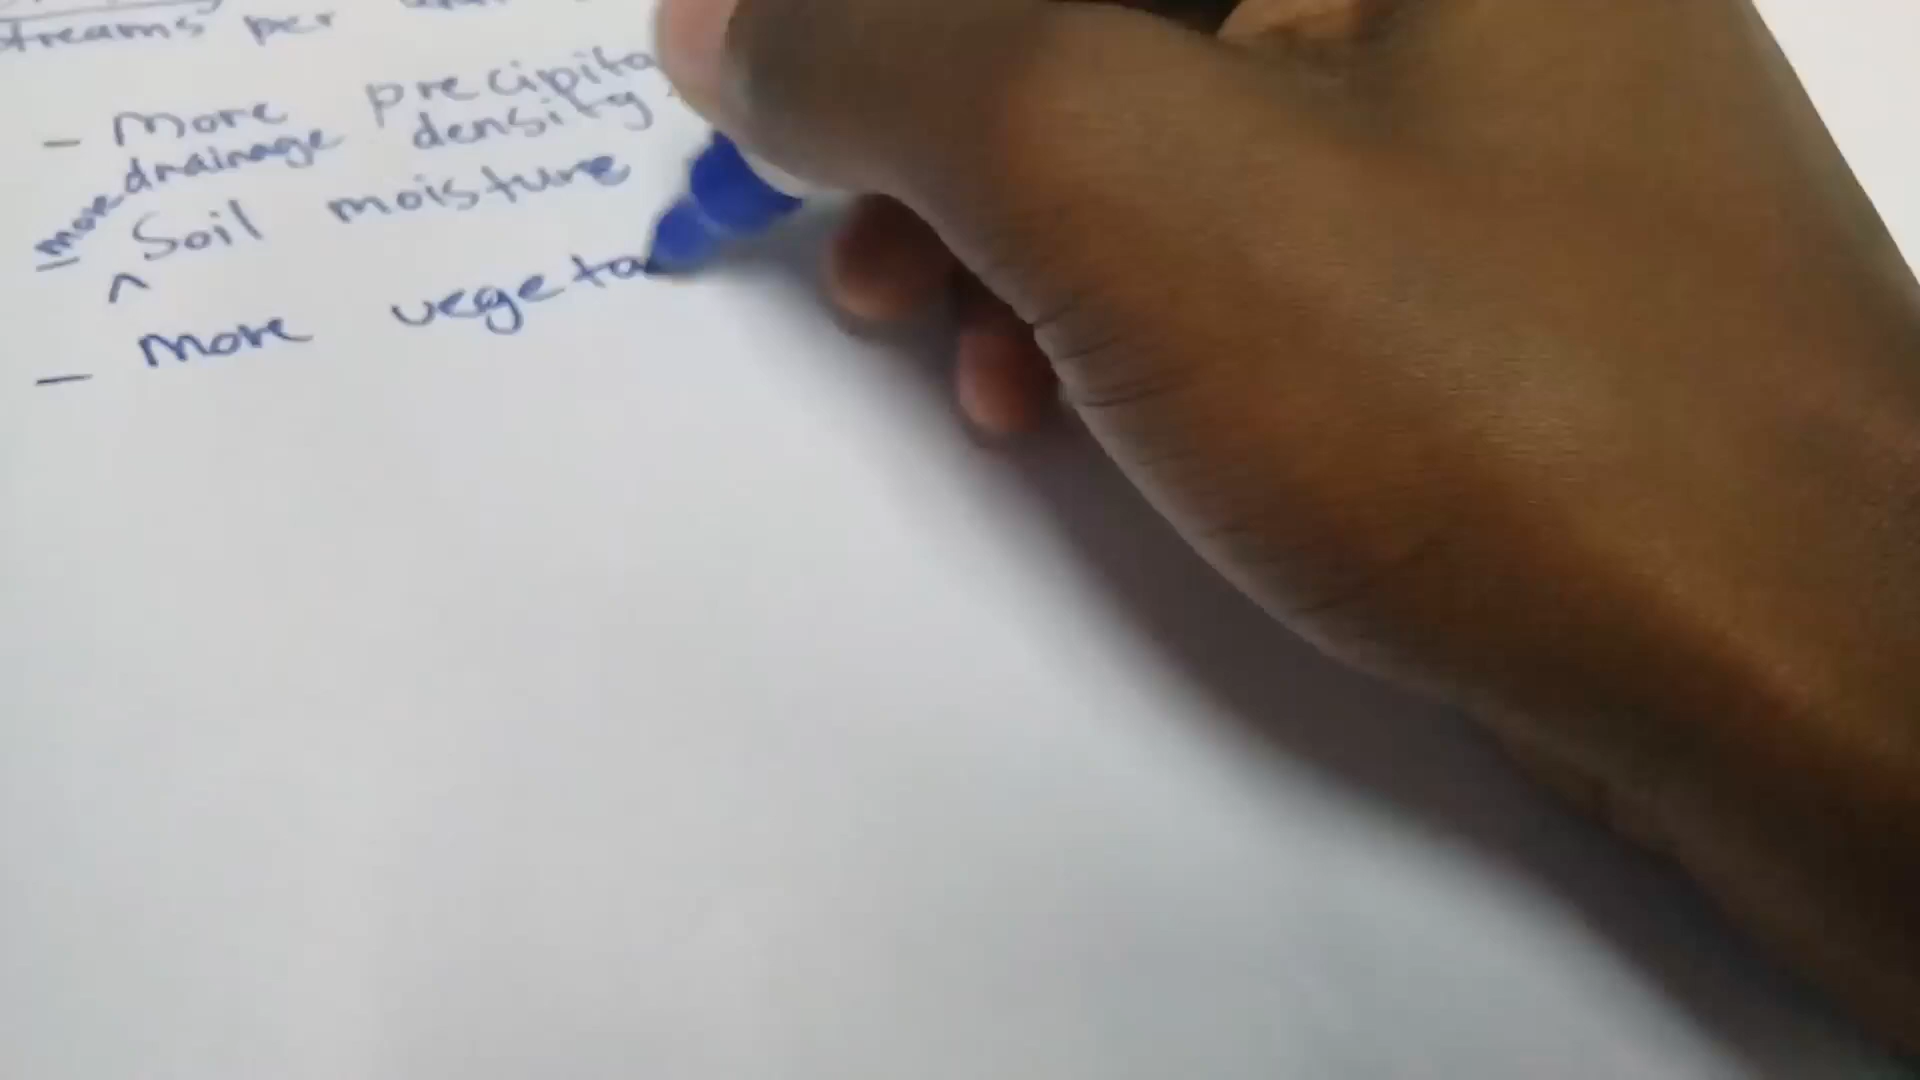 streams per
- More precipita
drainage density
- more Soil moisture
^
- More vegeta